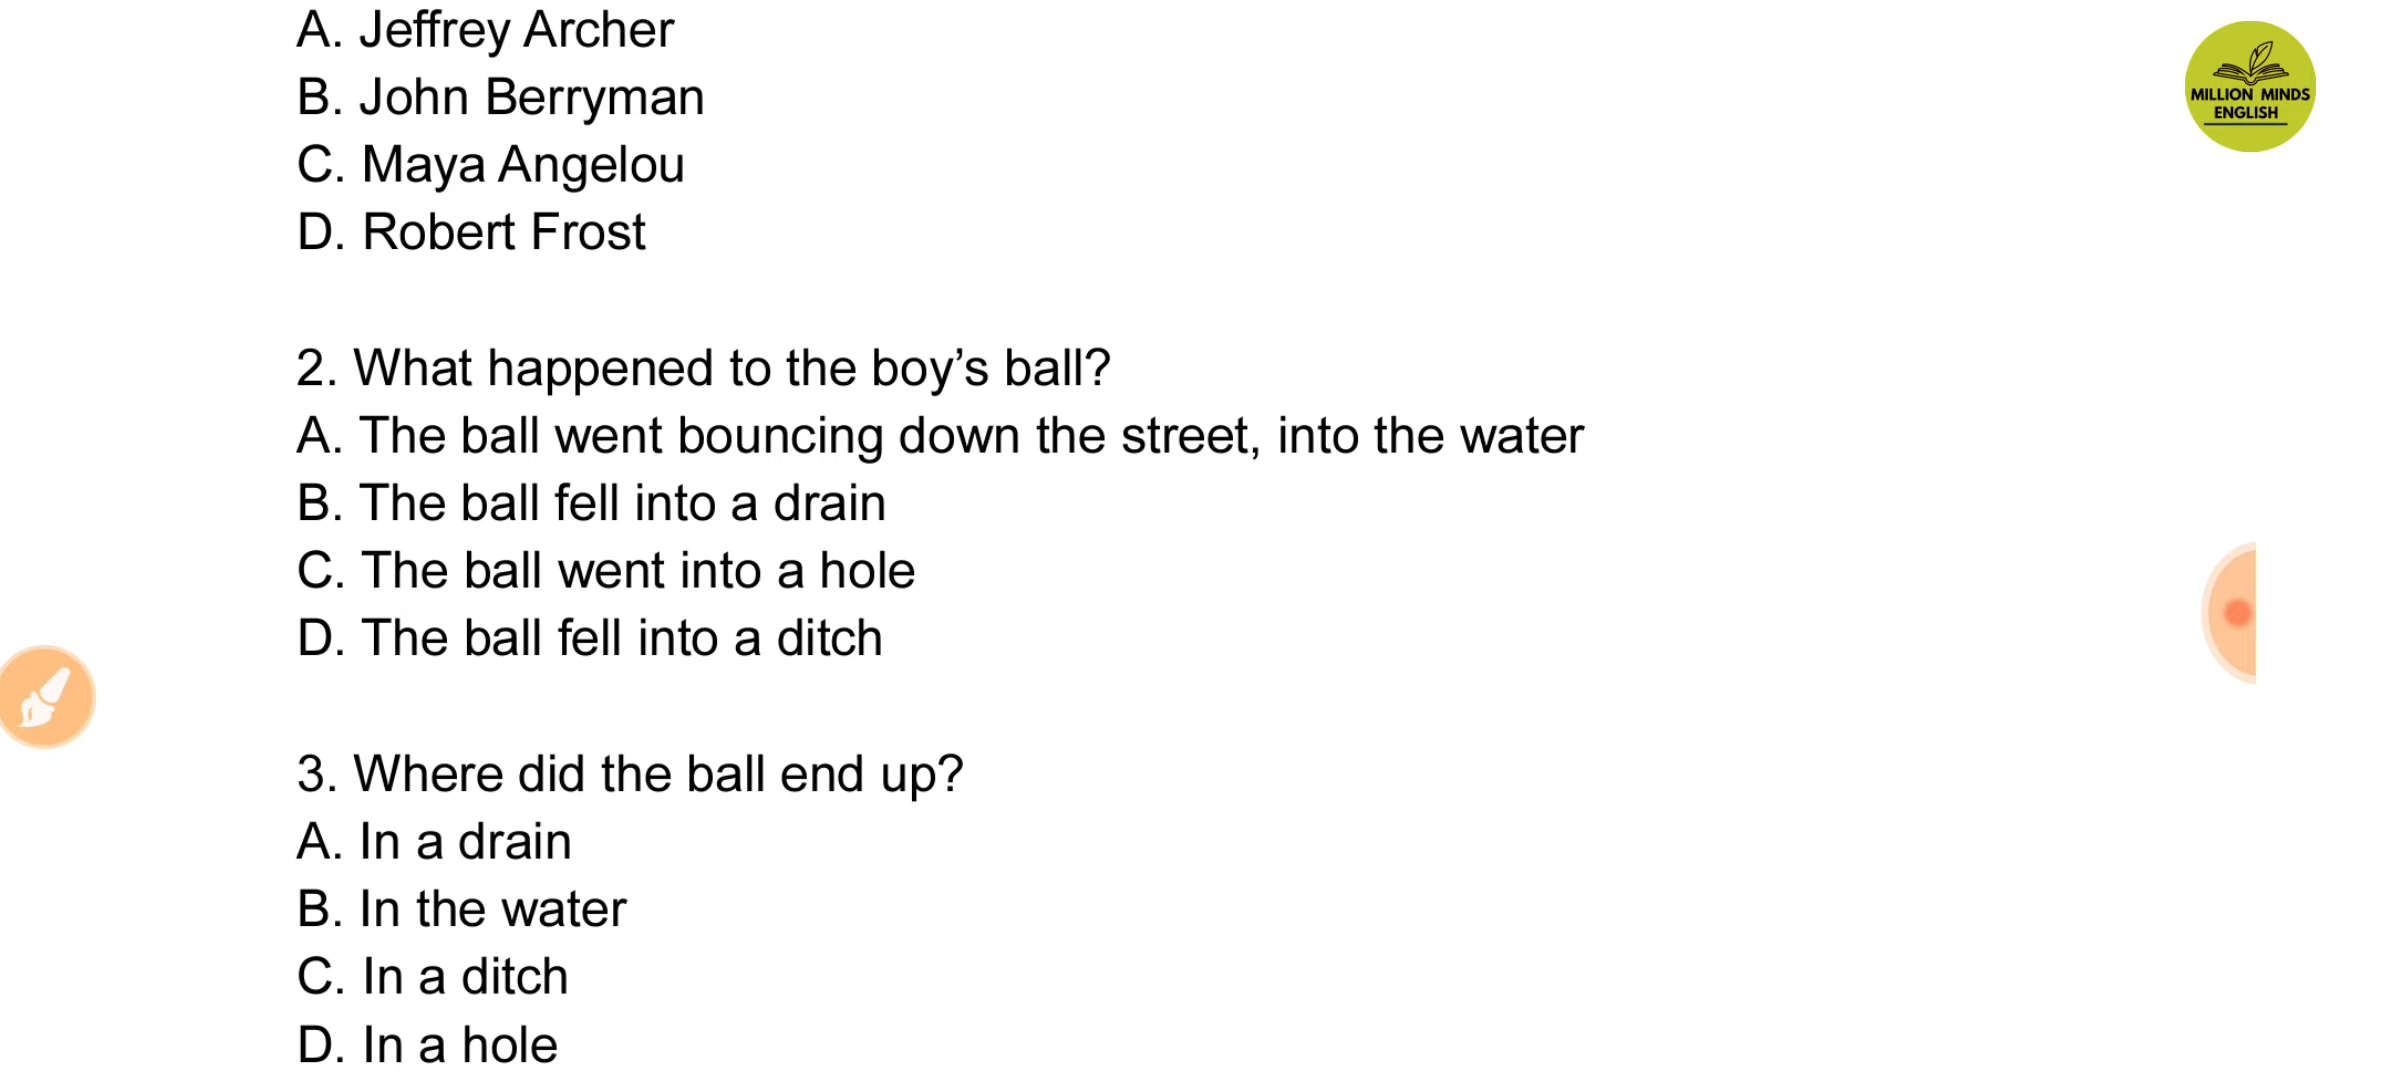 A. Jeffrey Archer
B. John Berryman
C. Maya Angelou
D. Robert Frost
2. What happened to the boy’s ball?
A. The ball went bouncing down the street, into the water
B. The ball fell into a drain
C. The ball went into a hole
D. The ball fell into a ditch
3. Where did the ball end up?
A. In a drain
B. In the water
C. In a ditch
D. In a hole
MILLION MINDS
ENGLISH